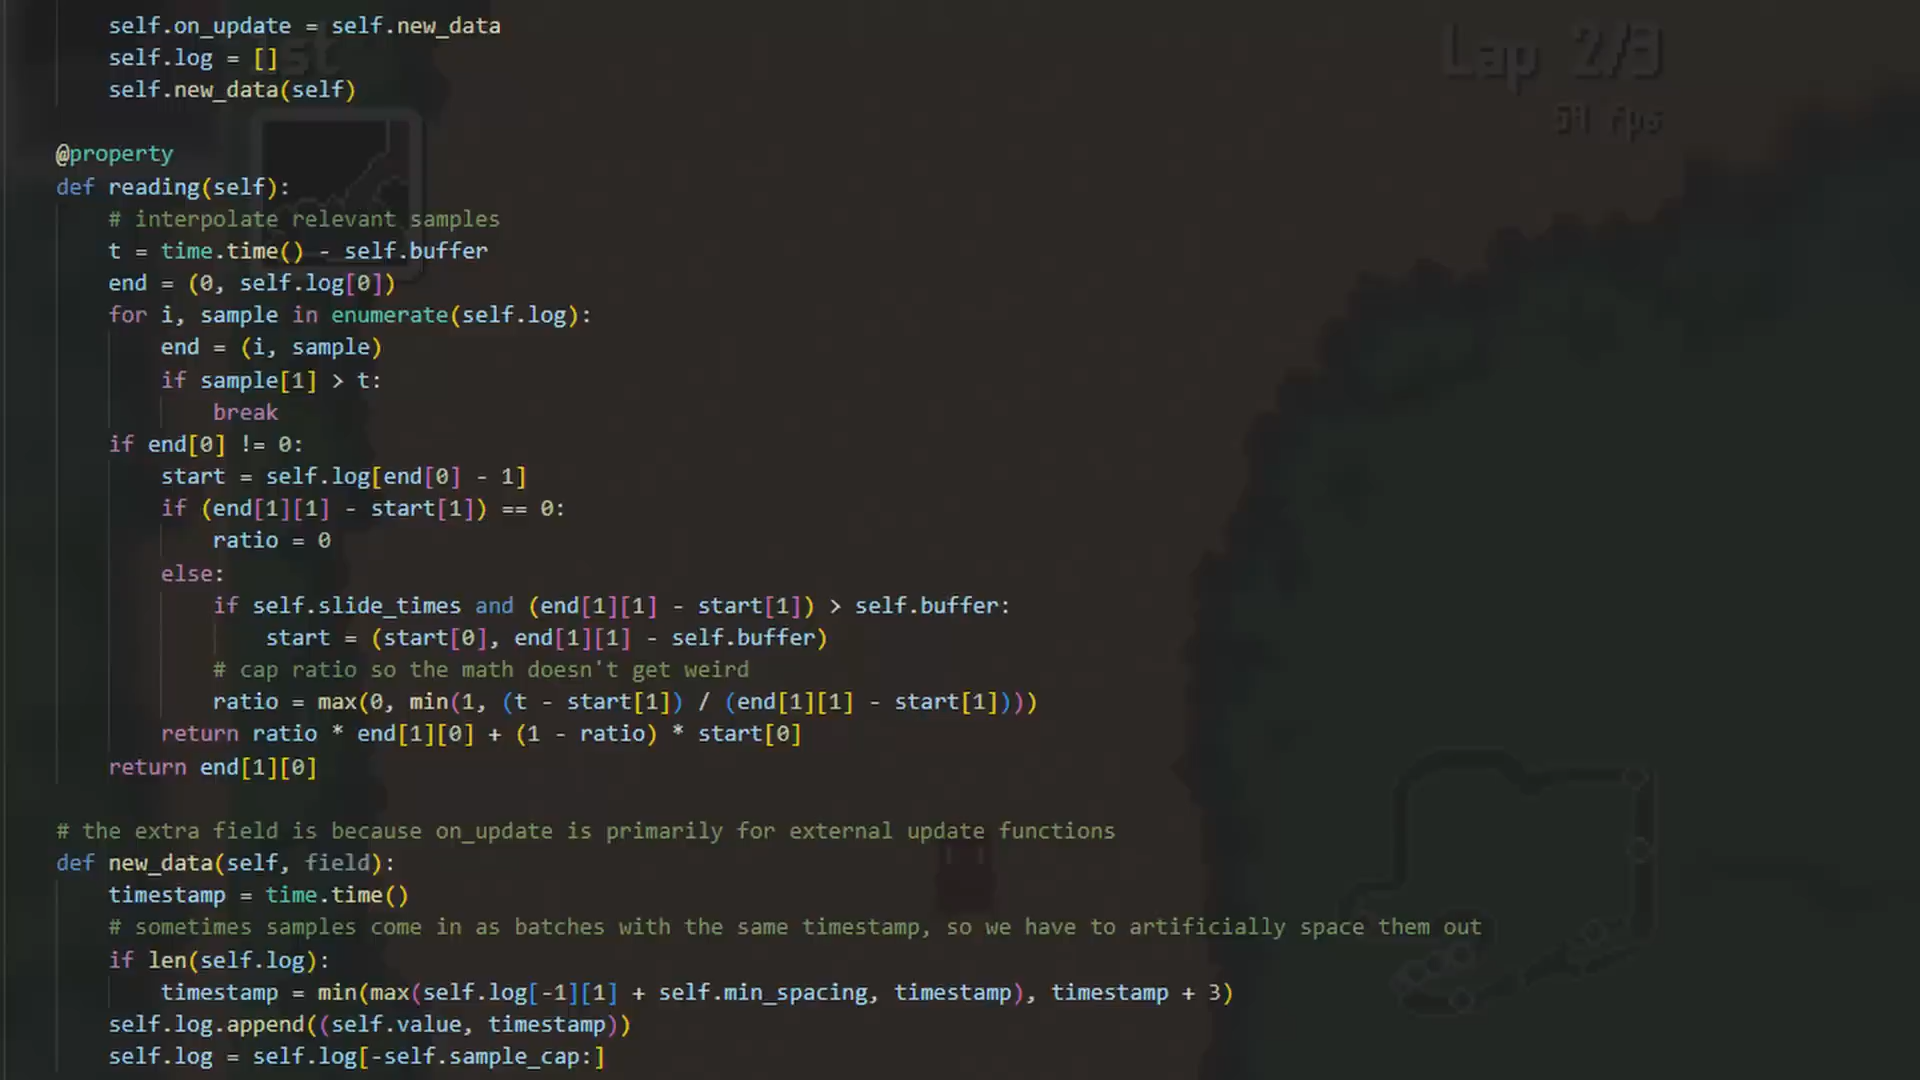 self.on_update = self.new_data
        self.log = []
        self.new_data(self)

    @property
    def reading(self):
        # interpolate relevant samples
        t = time.time() - self.buffer
        end = (0, self.log[0])
        for i, sample in enumerate(self.log):
            end = (i, sample)
            if sample[1] > t:
                break
        if end[0] != 0:
            start = self.log[end[0] - 1]
            if (end[1][1] - start[1]) == 0:
                ratio = 0
            else:
                if self.slide_times and (end[1][1] - start[1]) > self.buffer:
                    start = (start[0], end[1][1] - self.buffer)
                # cap ratio so the math doesn't get weird
                ratio = max(0, min(1, (t - start[1]) / (end[1][1] - start[1])))
            return ratio * end[1][0] + (1 - ratio) * start[0]
        return end[1][0]

    # the extra field is because on_update is primarily for external update functions
    def new_data(self, field):
        timestamp = time.time()
        # sometimes samples come in as batches with the same timestamp, so we have to artificially space them out
        if len(self.log):
            timestamp = min(max(self.log[-1][1] + self.min_spacing, timestamp), timestamp + 3)
        self.log.append((self.value, timestamp))
        self.log = self.log[-self.sample_cap:]
1st
Lap 2/3
59 fps